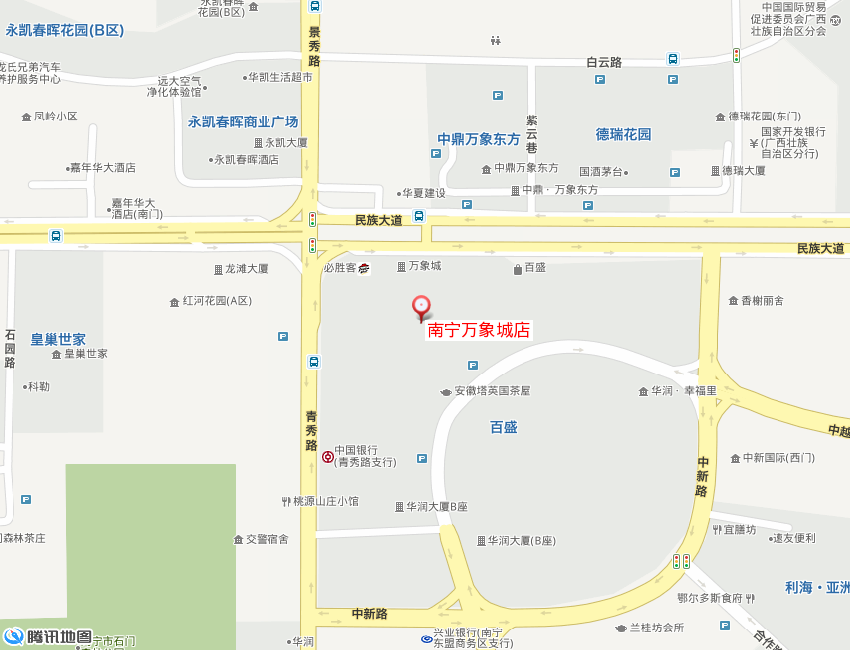 永凯春晖
花园(B区)
永凯春晖花园(B区)
景秀路
中国国际贸易
促进委员会广西
壮族自治区分会
白云路
龙氏兄弟汽车
养护服务中心
远大空气
净化体验馆
华凯生活超市
凤岭小区
永凯春晖商业广场
永凯大厦
永凯春晖酒店
紫云巷
中鼎万象东方
德瑞花园
德瑞花园(东门)
国家开发银行
(广西壮族
自治区分行)
嘉年华大酒店
中鼎万象东方
国酒茅台
德瑞大厦
华夏建设
中鼎·万象东方
嘉年华大
酒店(南门)
民族大道
民族大道
龙滩大厦
必胜客
万象城
百盛
红河花园(A区)
香榭丽舍
南宁万象城店
石园路
皇巢世家
皇巢世家
科勒
安徽塔英国茶屋
华润·幸福里
青秀路
百盛
中越
中国银行
(青秀路支行)
中新路
中新国际(西门)
桃源山庄小馆
华润大厦B座
交警宿舍
华润大厦(B座)
宜膳坊
速友便利
森林茶庄
利海·亚洲
鄂尔多斯食府
中新路
兰桂坊会所
合作路
腾讯地图
宁市石门
华润
兴业银行(南宁
东盟商务区支行)